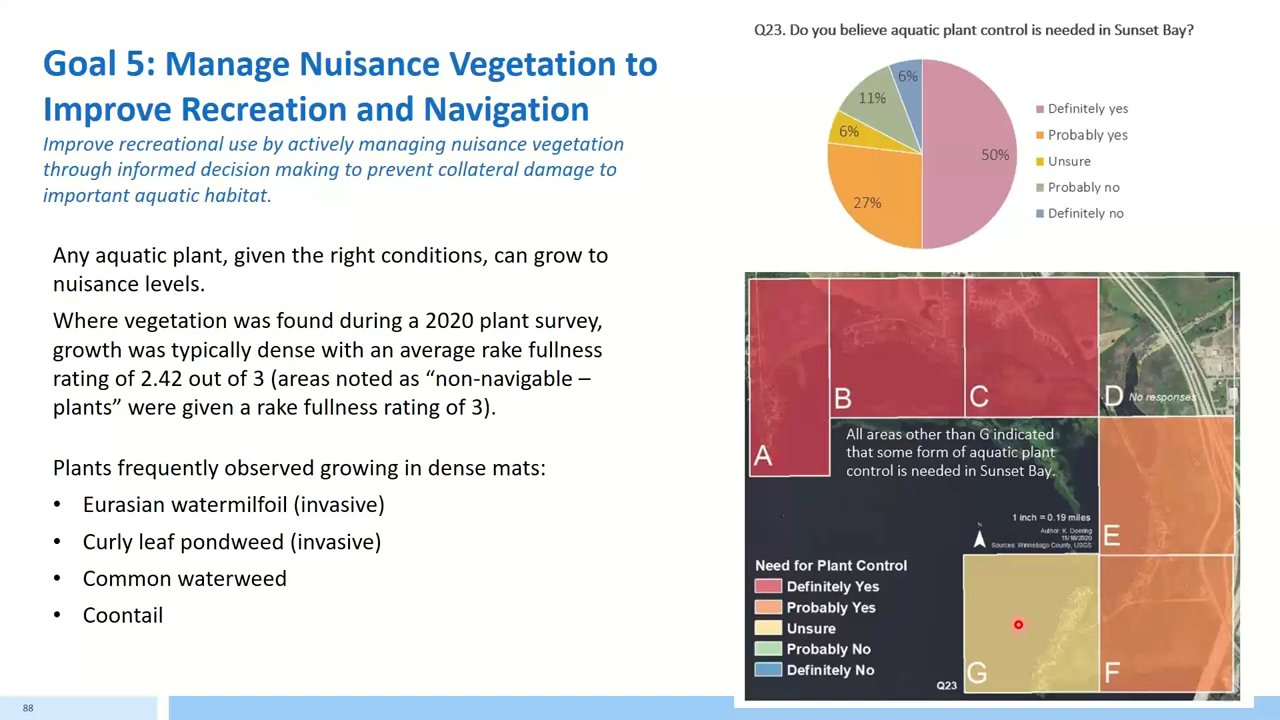 Goal 5: Manage Nuisance Vegetation to
Improve Recreation and Navigation
Improve recreational use by actively managing nuisance vegetation
through informed decision making to prevent collateral damage to
important aquatic habitat.
Any aquatic plant, given the right conditions, can grow to
nuisance levels.
Where vegetation was found during a 2020 plant survey,
growth was typically dense with an average rake fullness
rating of 2.42 out of 3 (areas noted as “non-navigable –
plants” were given a rake fullness rating of 3).
Plants frequently observed growing in dense mats:
• Eurasian watermilfoil (invasive)
• Curly leaf pondweed (invasive)
• Common waterweed
• Coontail
88
Q23. Do you believe aquatic plant control is needed in Sunset Bay?
6%
11%
6%
50%
27%
Definitely yes
Probably yes
Unsure
Probably no
Definitely no
A
B
C
D No responses
All areas other than G indicated
that some form of aquatic plant
control is needed in Sunset Bay.
N
1 inch = 0.19 miles
Author: K. Doering
11/18/2020
Sources: Winnebago County, USGS
E
Need for Plant Control
Definitely Yes
Probably Yes
Unsure
Probably No
Definitely No
Q23
G
F